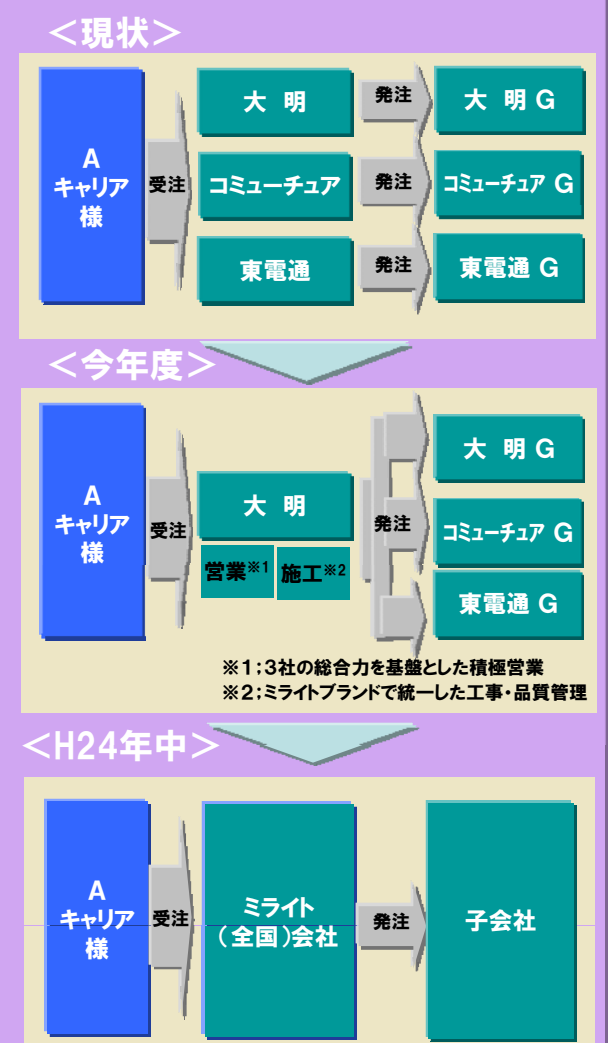 ＜現状＞
A
キャリア
様
受注
大 明
発注
大 明 G
コミューチュア
発注
コミューチュア G
東電通
発注
東電通 G
＜今年度＞
A
キャリア
様
受注
大 明
営業※1
施工※2
発注
大 明 G
コミューチュア G
東電通 G
※1；3社の総合力を基盤とした積極営業
※2；ミライトブランドで統一した工事・品質管理
＜H24年中＞
A
キャリア
様
受注
ミライト
（全国）会社
発注
子会社